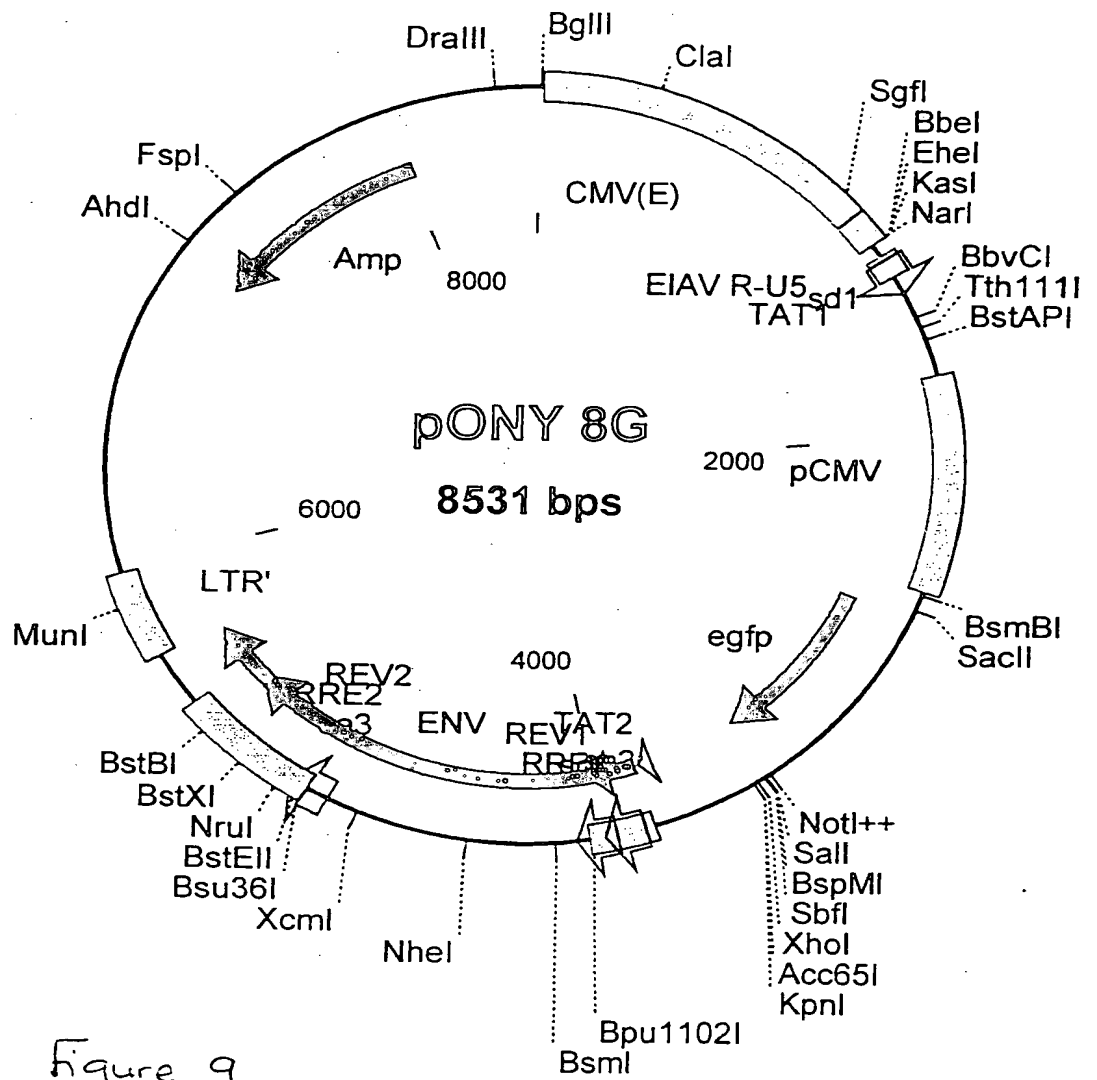 DraIII
BglII
ClaI
SgfI
BbeI
EheI
KasI
NarI
FspI
AhdI
CMV(E)
Amp
8000
EIAV R-U5
sd1
TAT1
BbvCI
Tth111I
BstAPI
pONY 8G
8531 bps
2000
pCMV
6000
LTR'
MunI
egfp
BsmBI
SacII
4000
REV2
RRE2
ENV
REV1
TAT2
BstBI
BstXI
NruI
BstEII
Bsu36I
XcmI
NheI
NotI++
SalI
BspMI
SbfI
XhoI
Acc65I
KpnI
Bpu1102I
BsmI
Figure 9